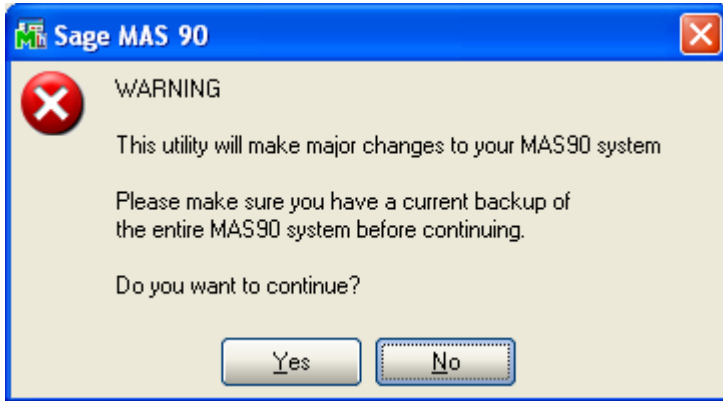 Sage MAS 90
WARNING
This utility will make major changes to your MAS90 system
Please make sure you have a current backup of
the entire MAS90 system before continuing.
Do you want to continue?
Yes
No